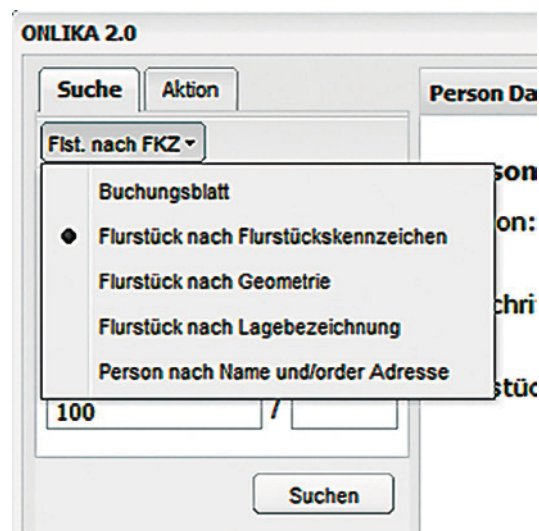 ONLIKA 2.0
Suche
Aktion
Person Da
Flst. nach FKZ
Buchungsblatt
Flurstück nach Flurstückskennzeichen
Flurstück nach Geometrie
Flurstück nach Lagebezeichnung
Person nach Name und/order Adresse
son
on:
chri
stüc
100 /
Suchen